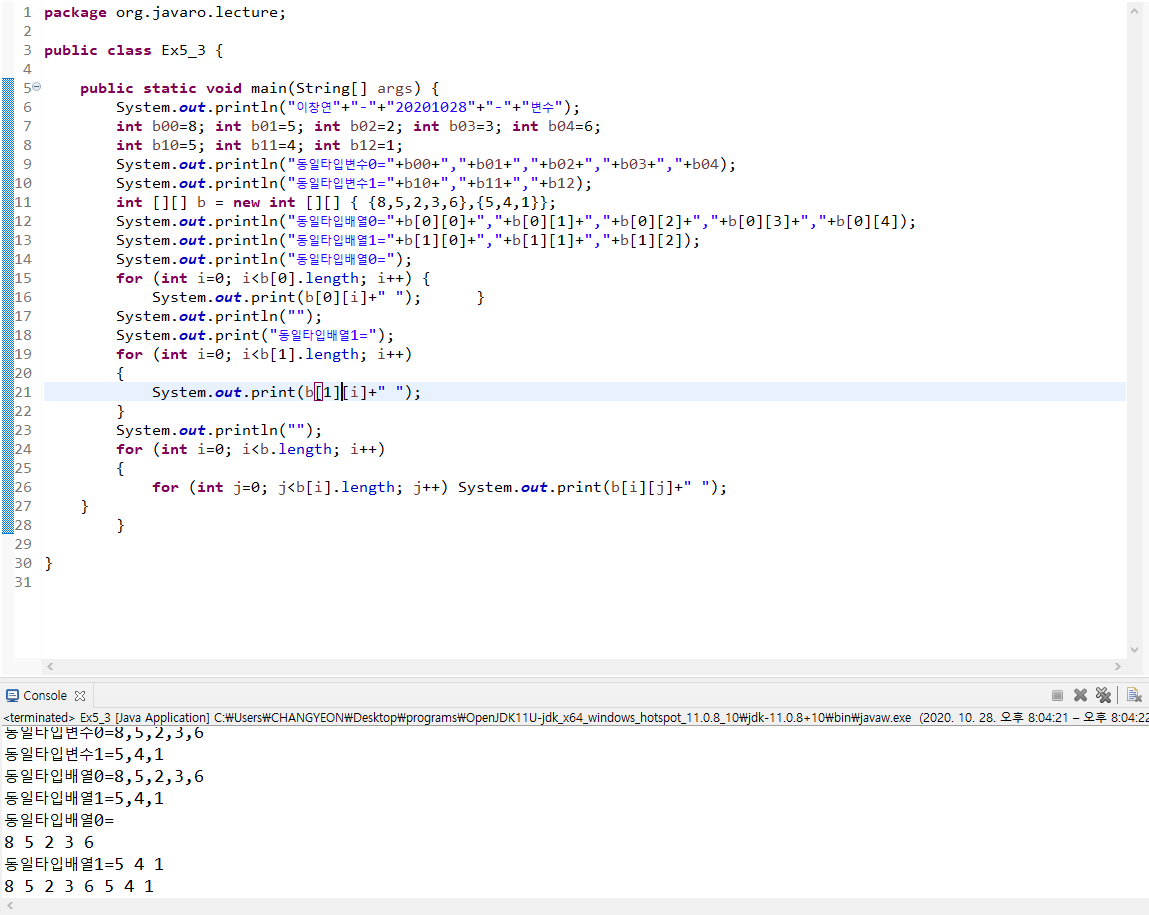 1 package org.javaro.lecture;
2
3 public class Ex5_3 {
4
5 public static void main(String[] args) {
6 System.out.println("이창연"+"-"+"20201028"+"-"+"변수");
7 int b00=8; int b01=5; int b02=2; int b03=3; int b04=6;
8 int b10=5; int b11=4; int b12=1;
9 System.out.println("동일타입변수0="+b00+","+b01+","+b02+","+b03+","+b04);
10 System.out.println("동일타입변수1="+b10+","+b11+","+b12);
11 int [][] b = new int [][] { {8,5,2,3,6},{5,4,1}};
12 System.out.println("동일타입배열0="+b[0][0]+","+b[0][1]+","+b[0][2]+","+b[0][3]+","+b[0][4]);
13 System.out.println("동일타입배열1="+b[1][0]+","+b[1][1]+","+b[1][2]);
14 System.out.println("동일타입배열0=");
15 for (int i=0; i<b[0].length; i++) {
16 System.out.print(b[0][i]+" "); }
17 System.out.println("");
18 System.out.print("동일타입배열1=");
19 for (int i=0; i<b[1].length; i++)
20 {
21 System.out.print(b[1][i]+" ");
22 }
23 System.out.println("");
24 for (int i=0; i<b.length; i++)
25 {
26 for (int j=0; j<b[i].length; j++) System.out.print(b[i][j]+" ");
27 }
28 }
29
30 }
31
Console
<terminated> Ex5_3 [Java Application] C:₩Users₩CHANGYEON₩Desktop₩programs₩OpenJDK11U-jdk_x64_windows_hotspot_11.0.8_10₩jdk-11.0.8+10₩bin₩javaw.exe (2020. 10. 28. 오후 8:04:21 – 오후 8:04:22
동일타입변수0=8,5,2,3,6
동일타입변수1=5,4,1
동일타입배열0=8,5,2,3,6
동일타입배열1=5,4,1
동일타입배열0=
8 5 2 3 6
동일타입배열1=5 4 1
8 5 2 3 6 5 4 1